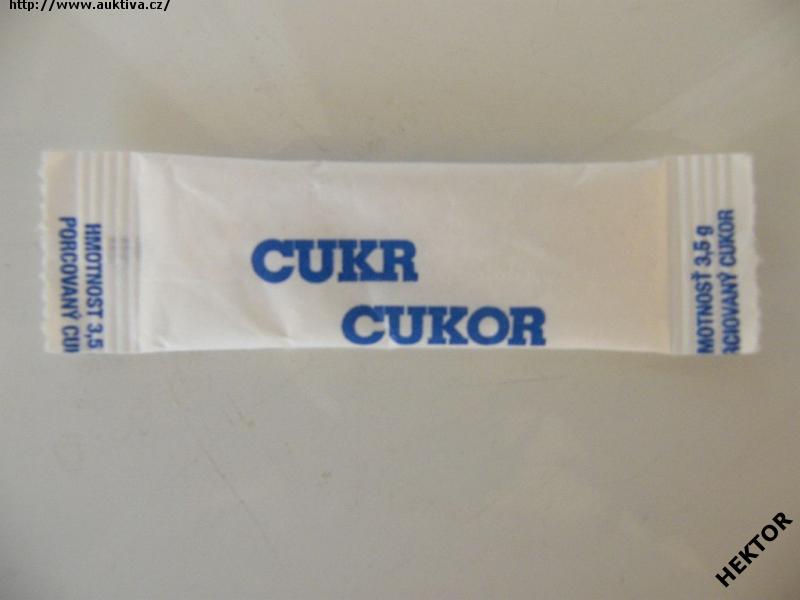 http://www.auktiva.cz/
HMOTNOST 3,5
PORCOVANÝ CU
CUKR
CUKOR
MOTNOSŤ 3,5 g
RCIOVANÝ CUKOR
HEKTOR